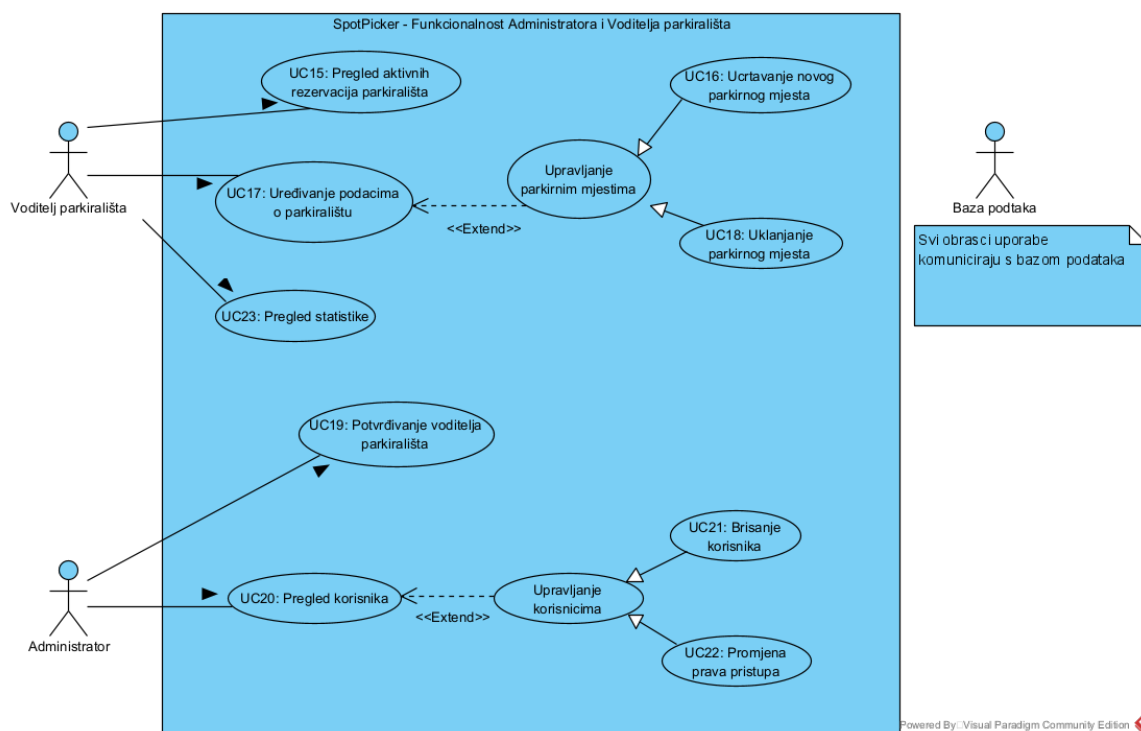 SpotPicker - Funkcionalnost Administratora i Voditelja parkirališta
UC15: Pregled aktivnih
rezervacija parkirališta
UC16: Ucrtavanje novog
parkirnog mjesta
Voditelj parkirališta
UC17: Uređivanje podacima
o parkiralištu
<<Extend>>
Upravljanje
parkirnim mjestima
UC18: Uklanjanje
parkirnog mjesta
UC23: Pregled statistike
Baza podtaka
Svi obrasci uporabe
komuniciraju s bazom podataka
UC19: Potvrđivanje voditelja
parkirališta
Administrator
UC20: Pregled korisnika
<<Extend>>
Upravljanje
korisnicima
UC21: Brisanje
korisnika
UC22: Promjena
prava pristupa
Powered By Visual Paradigm Community Edition